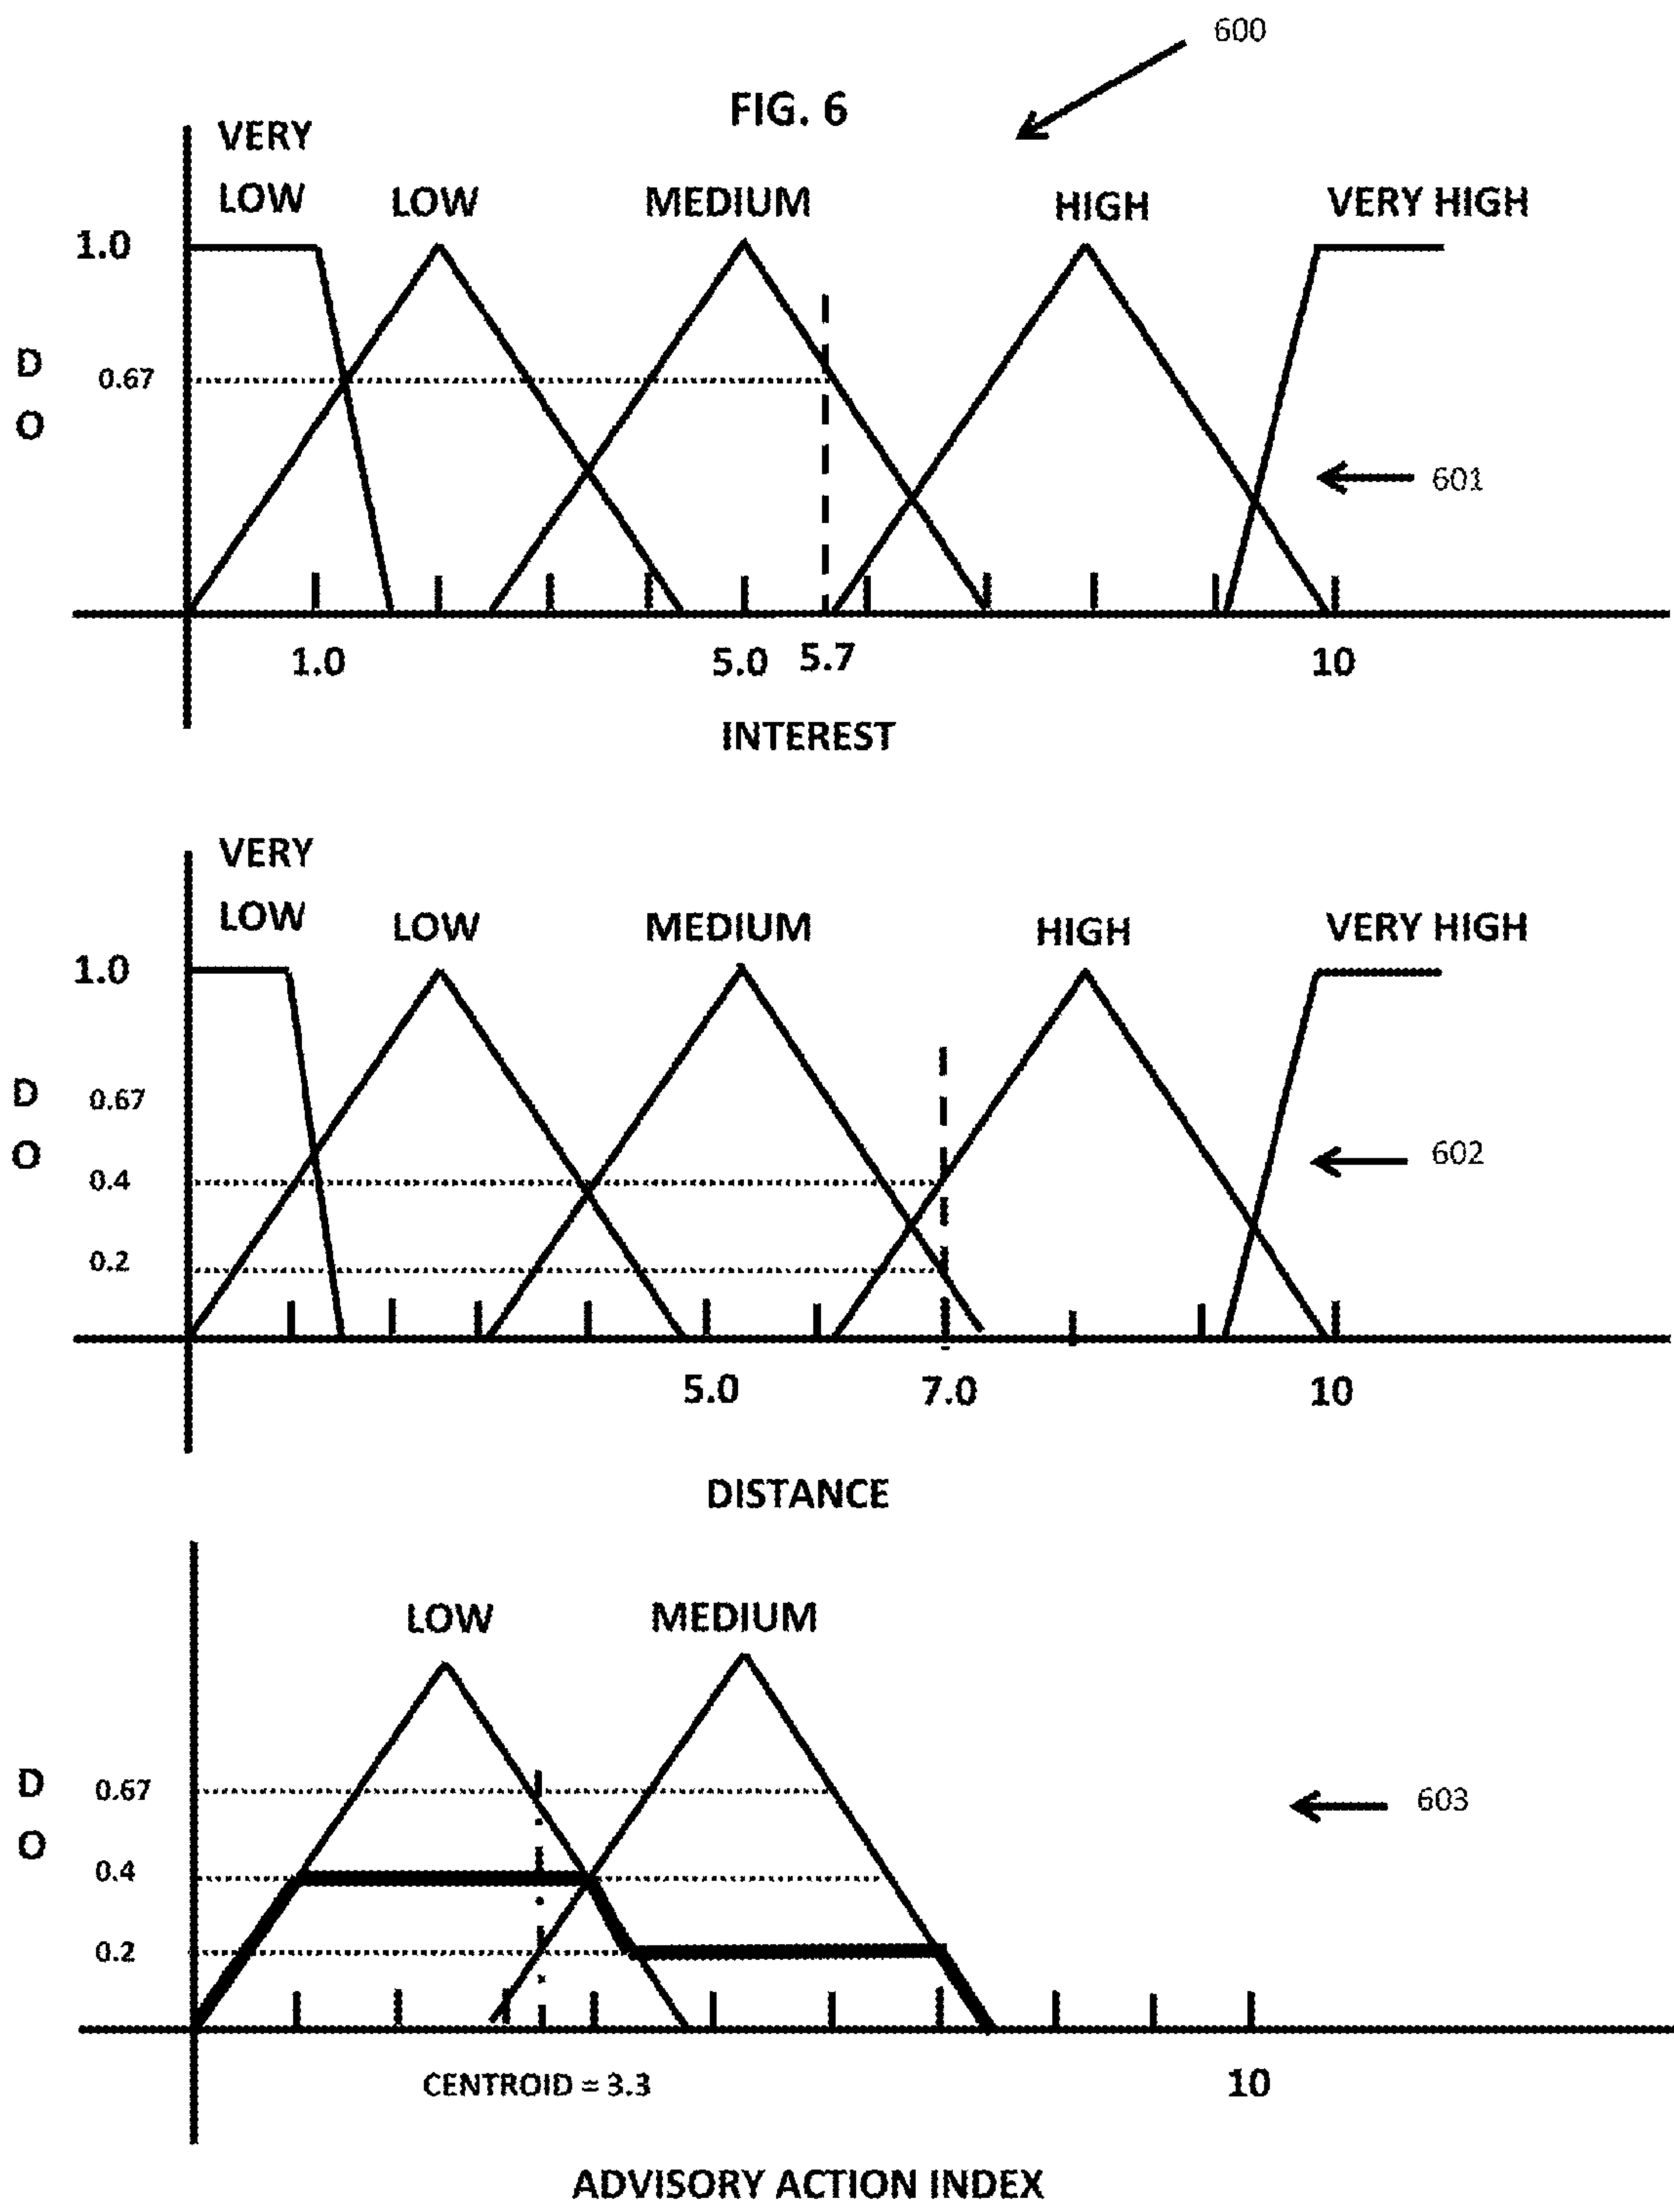 600
FIG. 6
VERY
LOW LOW MEDIUM HIGH VERY HIGH
1.0
D
0.67
O
601
1.0 5.0 5.7 10
INTEREST
VERY
LOW LOW MEDIUM HIGH VERY HIGH
1.0
D 0.67
O 602
0.4
0.2
5.0 7.0 10
DISTANCE
LOW MEDIUM
D 0.67 603
O
0.4
0.2
CENTROID = 3.3 10
ADVISORY ACTION INDEX